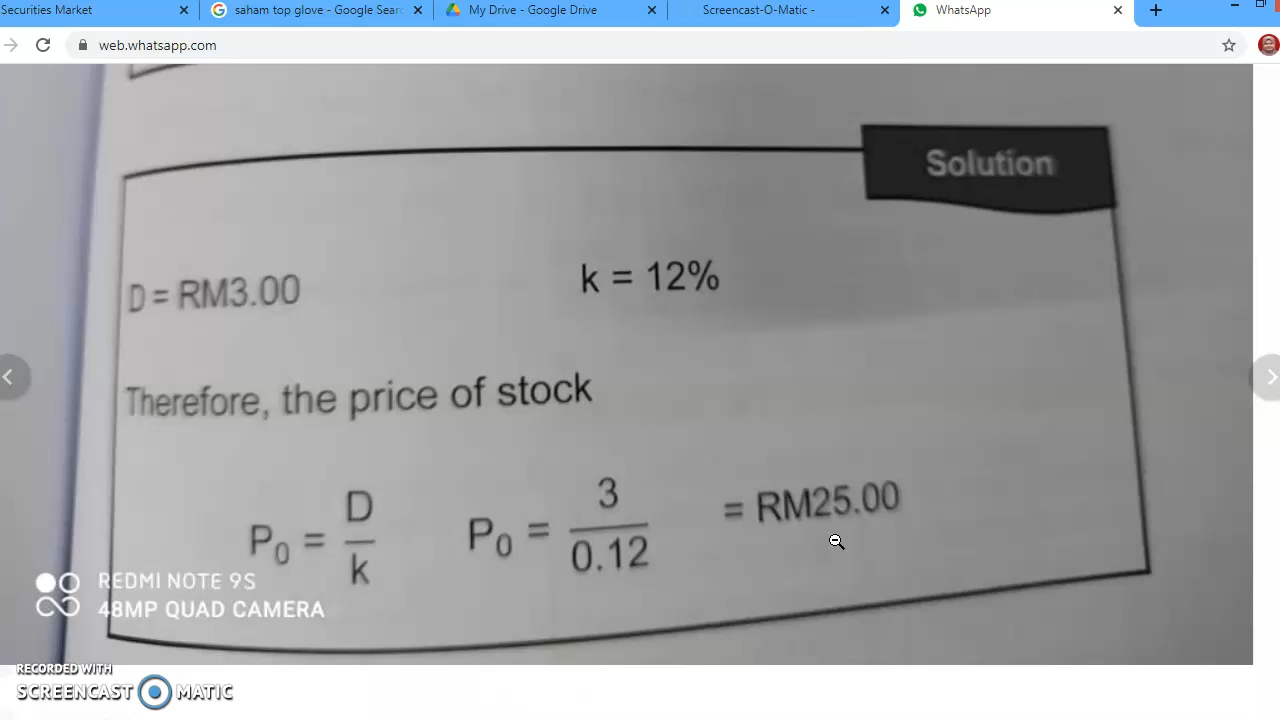 Securities Market
saham top glove - Google Searc
My Drive - Google Drive
Screencast-O-Matic -
WhatsApp
web.whatsapp.com
Solution
D = RM3.00
k = 12%
Therefore, the price of stock
P₀ = D/k
P₀ = 3/0.12
= RM25.00
REDMI NOTE 9S
48MP QUAD CAMERA
RECORDED WITH
SCREENCAST MATIC